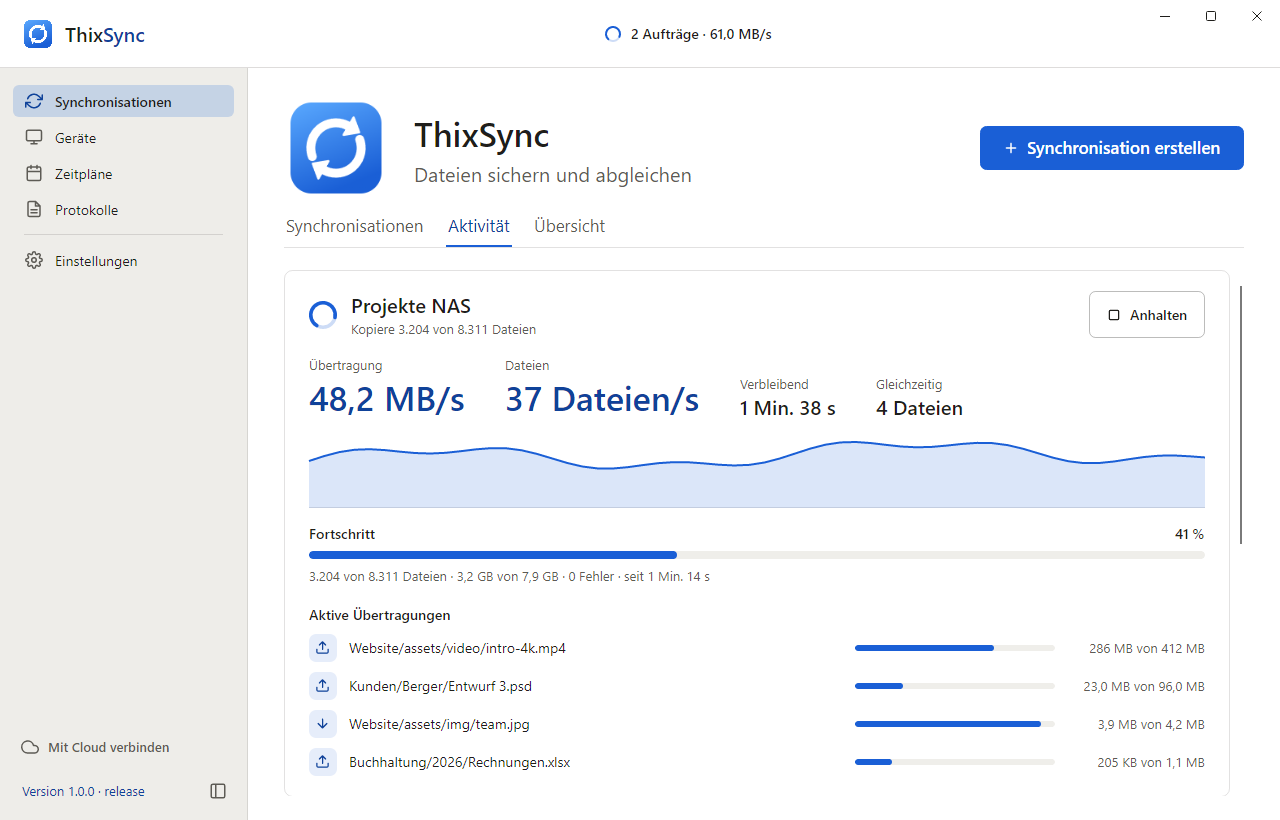 ThixSync
2 Aufträge · 61,0 MB/s
Synchronisationen
Geräte
Zeitpläne
Protokolle
Einstellungen
Mit Cloud verbinden
Version 1.0.0 · release
ThixSync
Dateien sichern und abgleichen
+ Synchronisation erstellen
Synchronisationen Aktivität Übersicht
Projekte NAS
Kopiere 3.204 von 8.311 Dateien
Anhalten
Übertragung Dateien Verbleibend Gleichzeitig
48,2 MB/s 37 Dateien/s 1 Min. 38 s 4 Dateien
Fortschritt 41 %
3.204 von 8.311 Dateien · 3,2 GB von 7,9 GB · 0 Fehler · seit 1 Min. 14 s
Aktive Übertragungen
Website/assets/video/intro-4k.mp4 286 MB von 412 MB
Kunden/Berger/Entwurf 3.psd 23,0 MB von 96,0 MB
Website/assets/img/team.jpg 3,9 MB von 4,2 MB
Buchhaltung/2026/Rechnungen.xlsx 205 KB von 1,1 MB